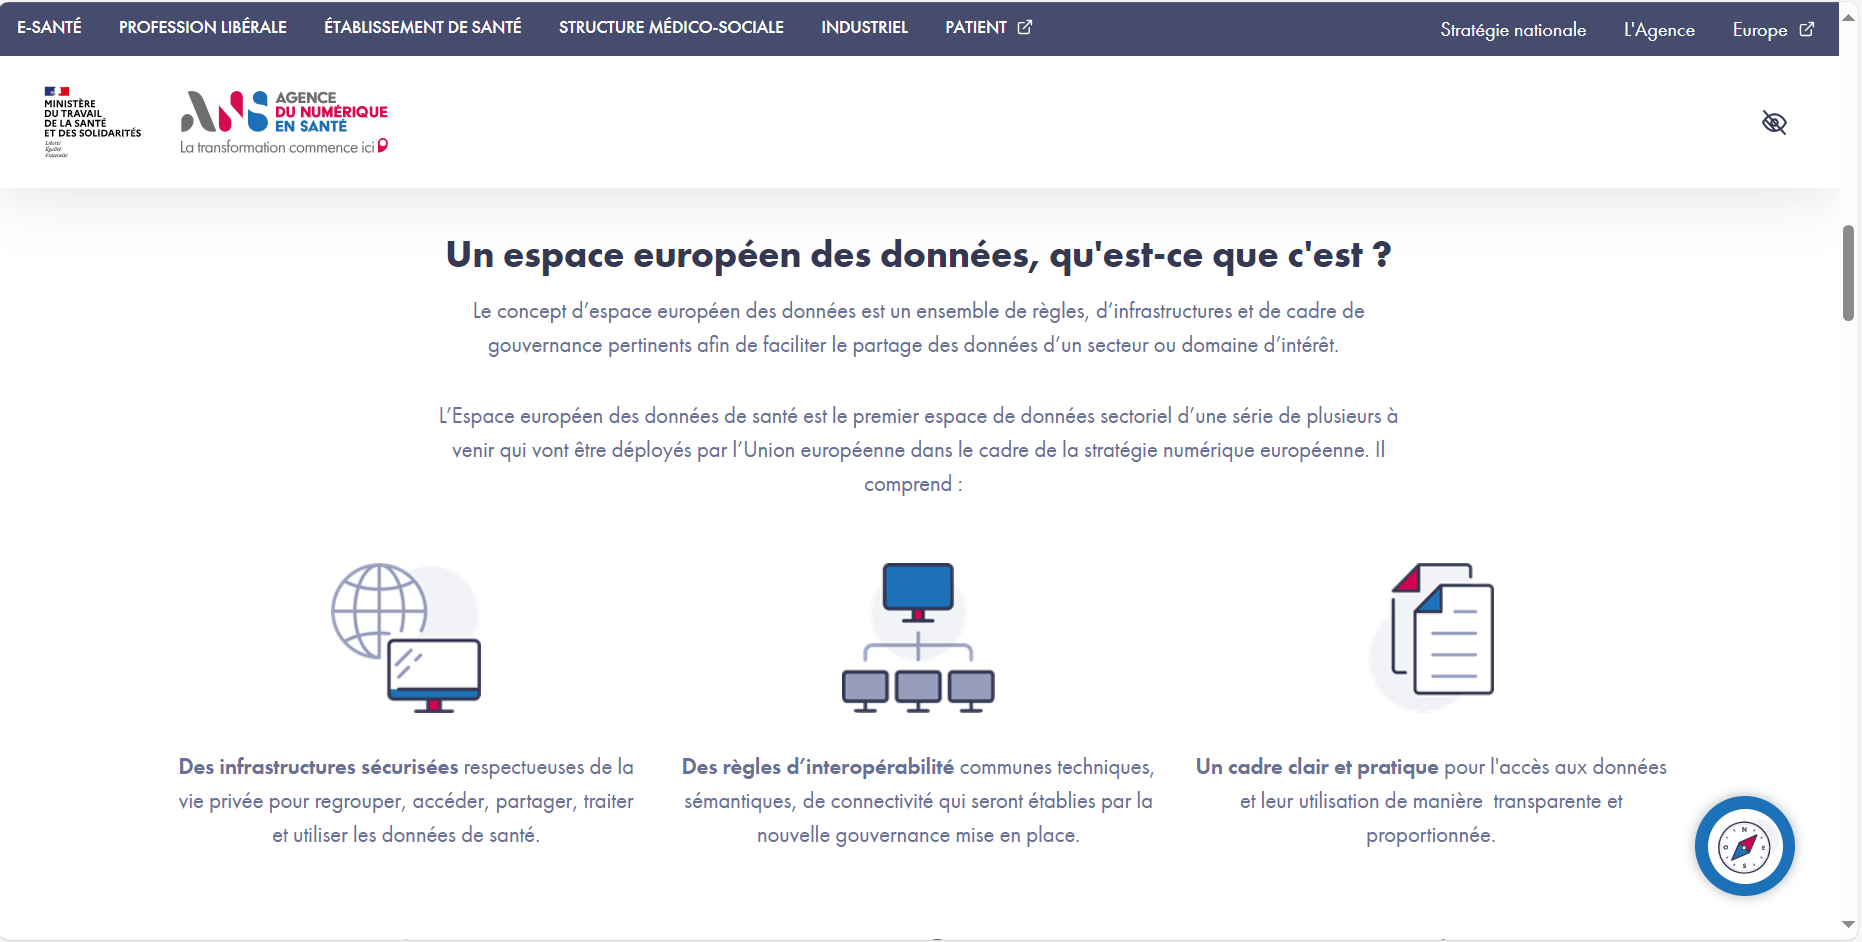 E-SANTÉ PROFESSION LIBÉRALE ÉTABLISSEMENT DE SANTÉ STRUCTURE MÉDICO-SOCIALE INDUSTRIEL PATIENT Stratégie nationale L'Agence Europe
MINISTÈRE
DU TRAVAIL
DE LA SANTÉ
ET DES SOLIDARITÉS
Liberté
Égalité
Fraternité
ANS
AGENCE
DU NUMÉRIQUE
EN SANTÉ
La transformation commence ici
Un espace européen des données, qu'est-ce que c'est ?
Le concept d’espace européen des données est un ensemble de règles, d’infrastructures et de cadre de
gouvernance pertinents afin de faciliter le partage des données d’un secteur ou domaine d’intérêt.
L’Espace européen des données de santé est le premier espace de données sectoriel d’une série de plusieurs à
venir qui vont être déployés par l’Union européenne dans le cadre de la stratégie numérique européenne. Il
comprend :
Des infrastructures sécurisées respectueuses de la
vie privée pour regrouper, accéder, partager, traiter
et utiliser les données de santé.
Des règles d’interopérabilité communes techniques,
sémantiques, de connectivité qui seront établies par la
nouvelle gouvernance mise en place.
Un cadre clair et pratique pour l'accès aux données
et leur utilisation de manière transparente et
proportionnée.
N
O E
S